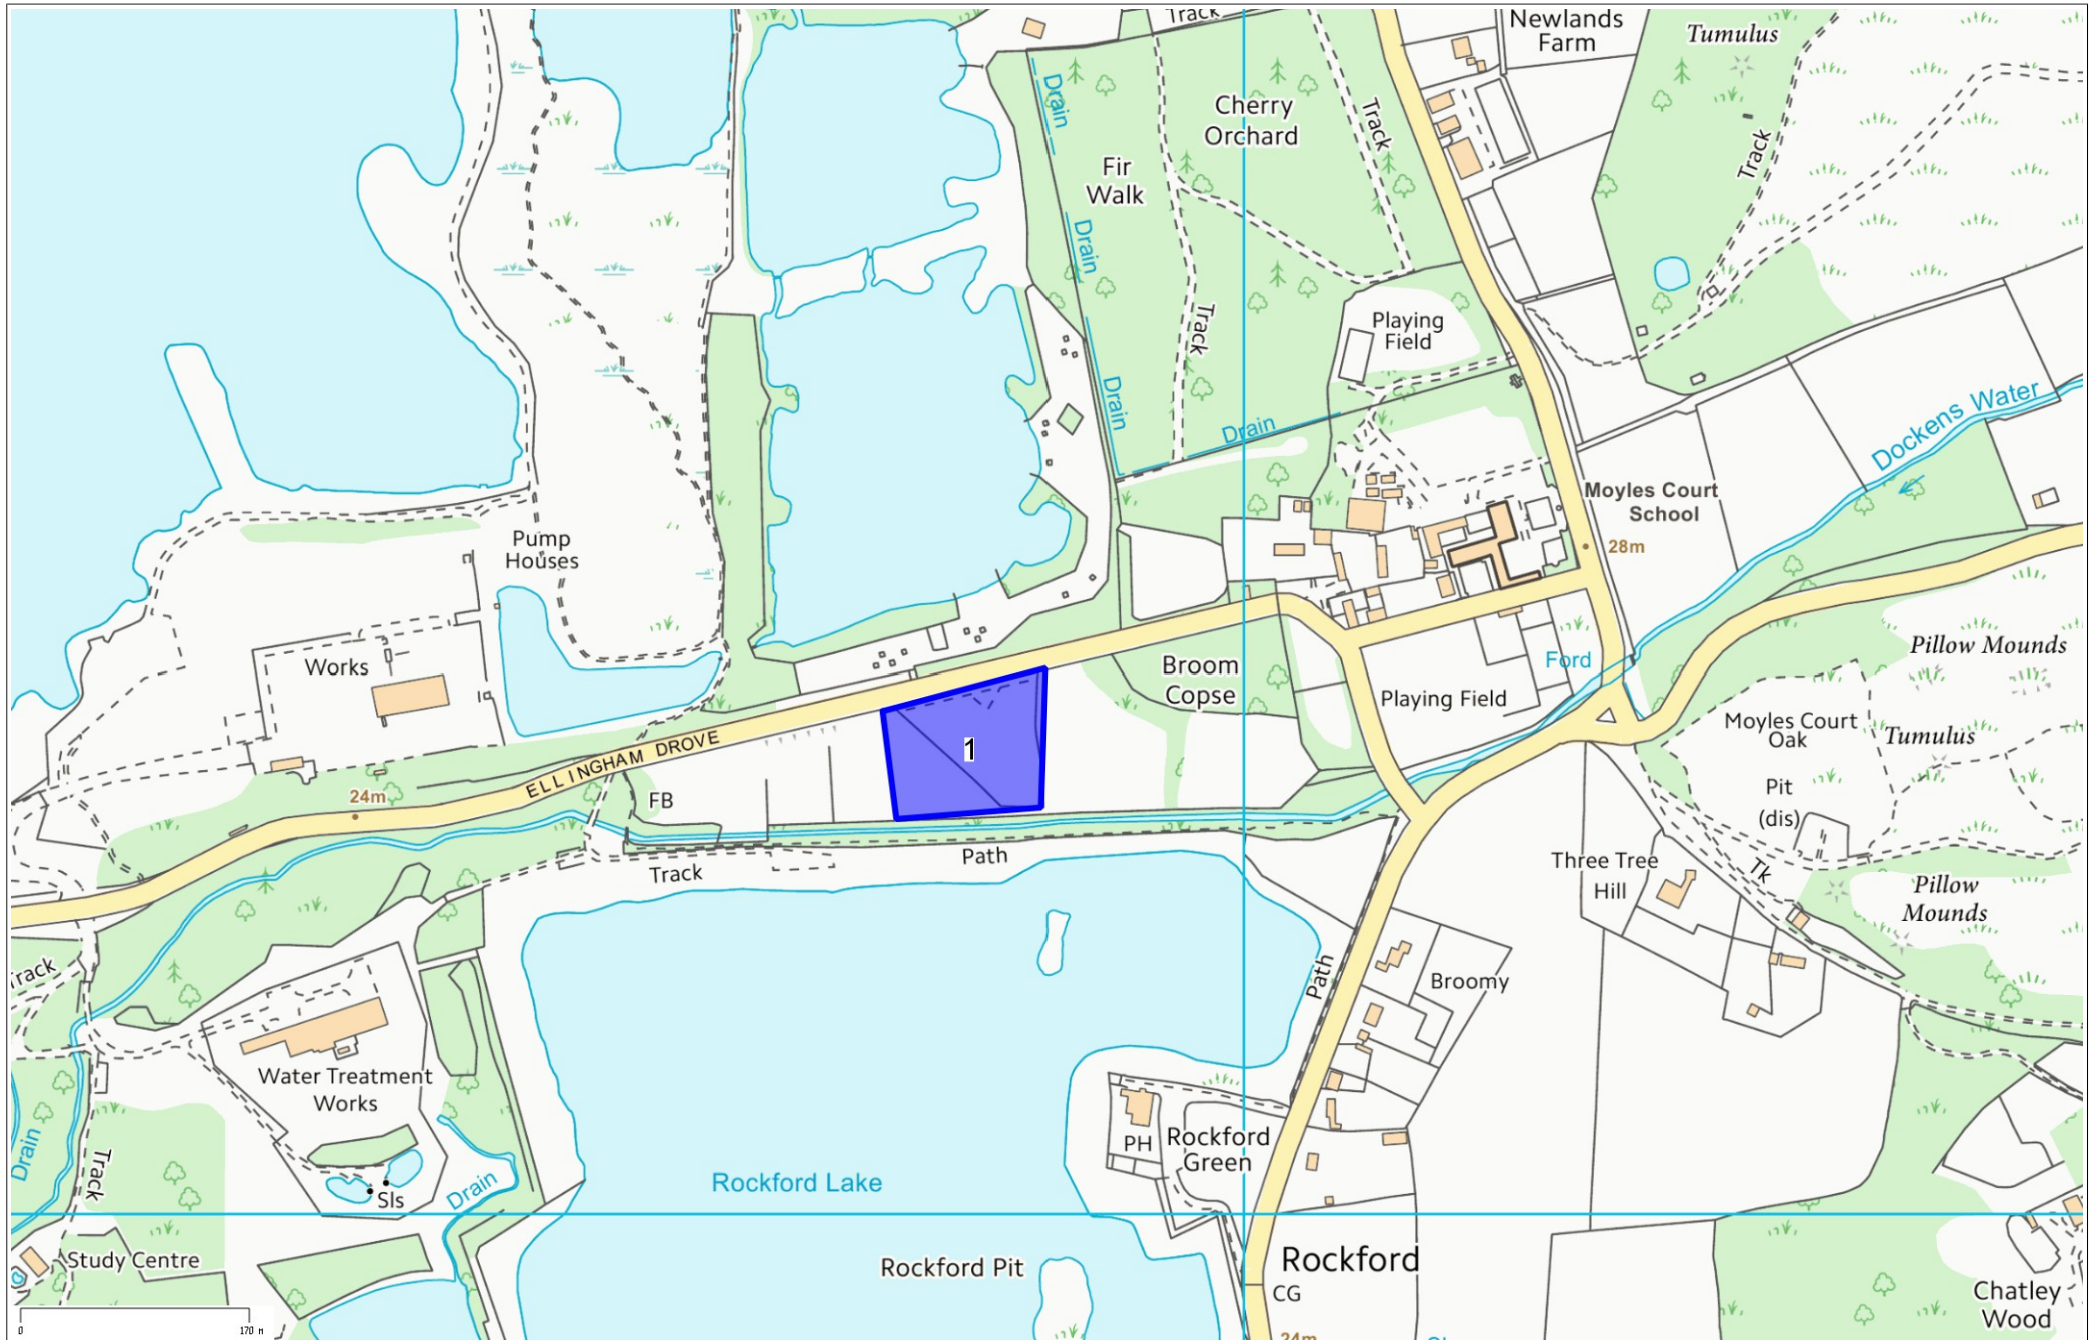 Track
Newlands
Farm
Tumulus
Drain
Cherry
Orchard
Track
Fir
Walk
Track
Drain
Track
Playing
Field
Drain
Drain
Dockens Water
Moyles Court
School
28m
Pump
Houses
Works
Broom
Copse
Ford
Pillow Mounds
Playing Field
Moyles Court
Oak
Tumulus
1
ELLINGHAM DROVE
24m
FB
Pit
(dis)
Path
Track
Three Tree
Hill
Tk
Pillow
Mounds
Track
Path
Broomy
Water Treatment
Works
Drain
Track
PH
Rockford
Green
Rockford Lake
Drain
Sls
Study Centre
Rockford Pit
Rockford
CG
Chatley
Wood
0
170 m
24m